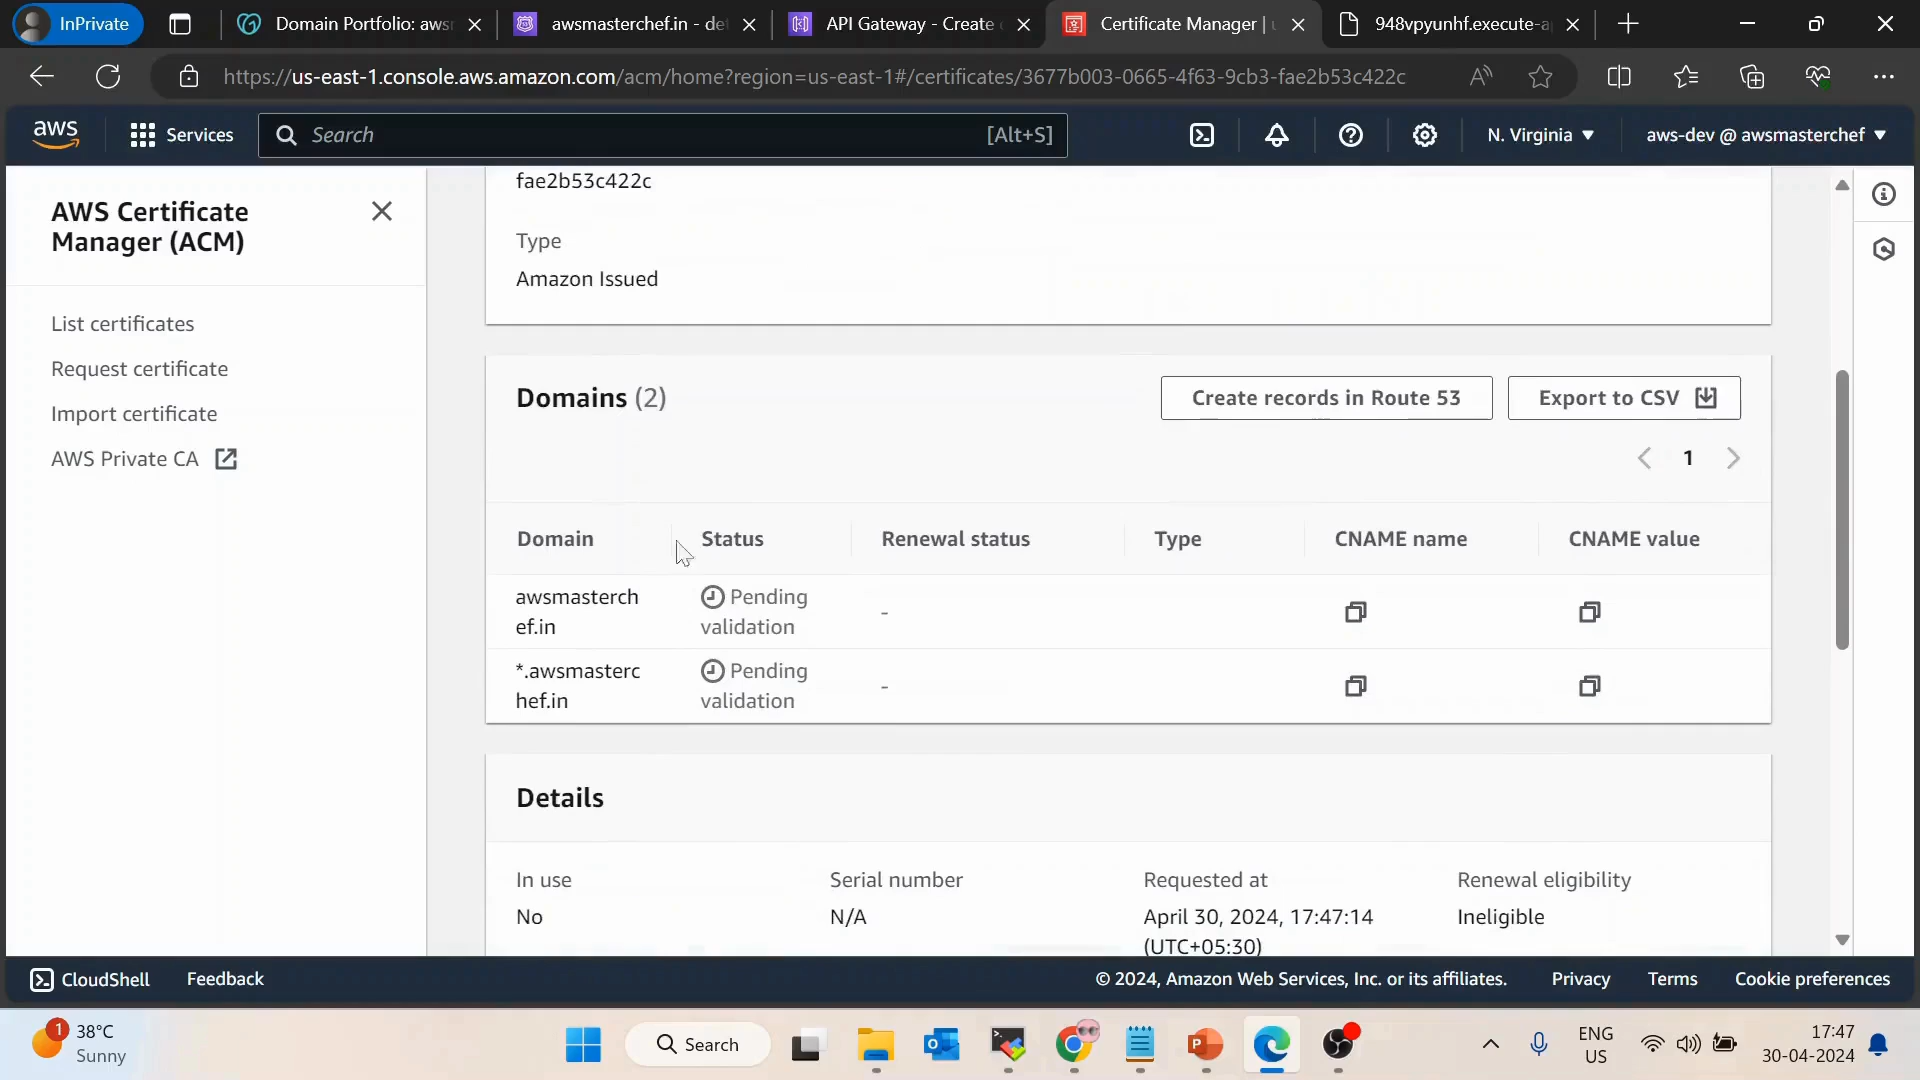 InPrivate
Domain Portfolio: awsr
awsmasterchef.in - det
API Gateway - Create c
Certificate Manager | u
948vpyunhf.execute-a
https://us-east-1.console.aws.amazon.com/acm/home?region=us-east-1#/certificates/3677b003-0665-4f63-9cb3-fae2b53c422c
aws
Services
Search
[Alt+S]
N. Virginia
aws-dev @ awsmasterchef
AWS Certificate
Manager (ACM)
List certificates
Request certificate
Import certificate
AWS Private CA
fae2b53c422c
Type
Amazon Issued
Domains (2)
Create records in Route 53
Export to CSV
1
Domain
Status
Renewal status
Type
CNAME name
CNAME value
awsmasterch
ef.in
Pending
validation
-
*.awsmasterc
hef.in
Pending
validation
-
Details
In use
No
Serial number
N/A
Requested at
April 30, 2024, 17:47:14
(UTC+05:30)
Renewal eligibility
Ineligible
CloudShell
Feedback
© 2024, Amazon Web Services, Inc. or its affiliates.
Privacy
Terms
Cookie preferences
1
38°C
Sunny
Search
ENG
US
17:47
30-04-2024